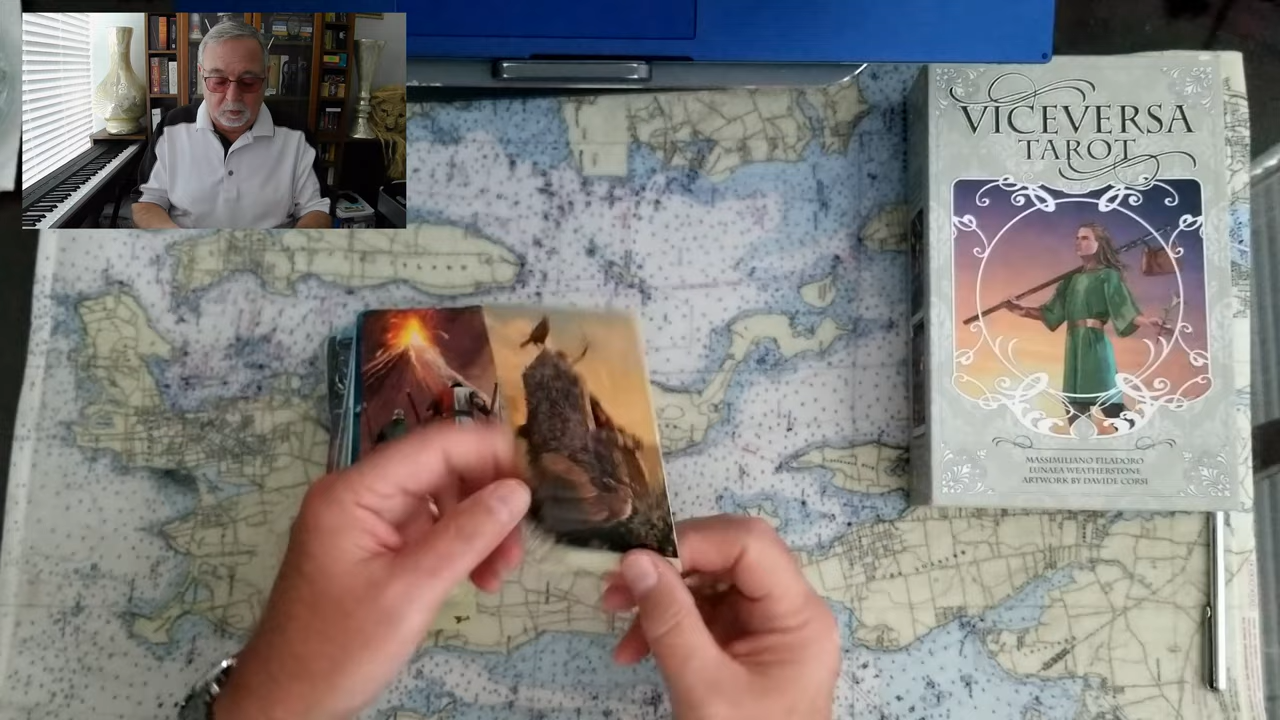 VICEVERSA
TAROT
MASSIMILIANO FILADORO
LUNAEA WEATHERSTONE
ARTWORK BY DAVIDE CORSI